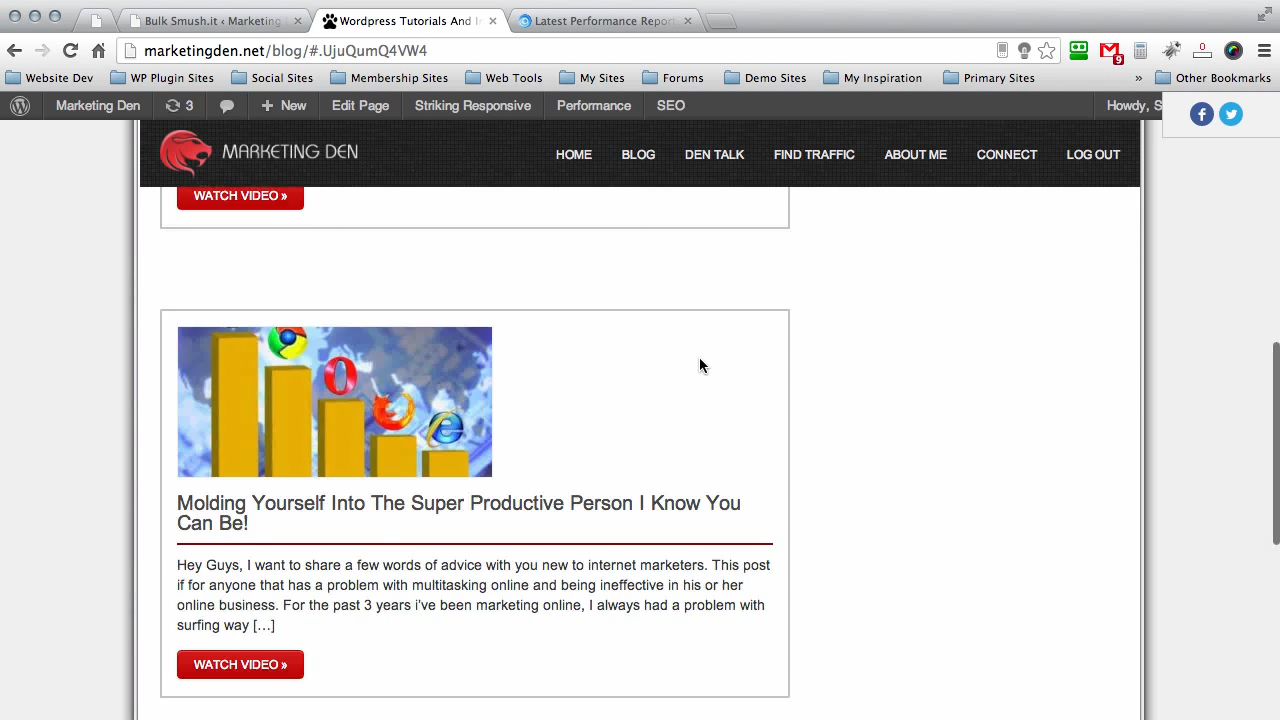 Bulk Smush.it ‹ Marketing
Wordpress Tutorials And I
Latest Performance Repor
marketingden.net/blog/#.UjuQumQ4VW4
9
0
Website Dev
WP Plugin Sites
Social Sites
Membership Sites
Web Tools
My Sites
Forums
Demo Sites
My Inspiration
Primary Sites
»
Other Bookmarks
Marketing Den
3
New
Edit Page
Striking Responsive
Performance
SEO
Howdy, S
MARKETING DEN
HOME
BLOG
DEN TALK
FIND TRAFFIC
ABOUT ME
CONNECT
LOG OUT
WATCH VIDEO »
Molding Yourself Into The Super Productive Person I Know You
Can Be!
Hey Guys, I want to share a few words of advice with you new to internet marketers. This post
if for anyone that has a problem with multitasking online and being ineffective in his or her
online business. For the past 3 years i've been marketing online, I always had a problem with
surfing way […]
WATCH VIDEO »